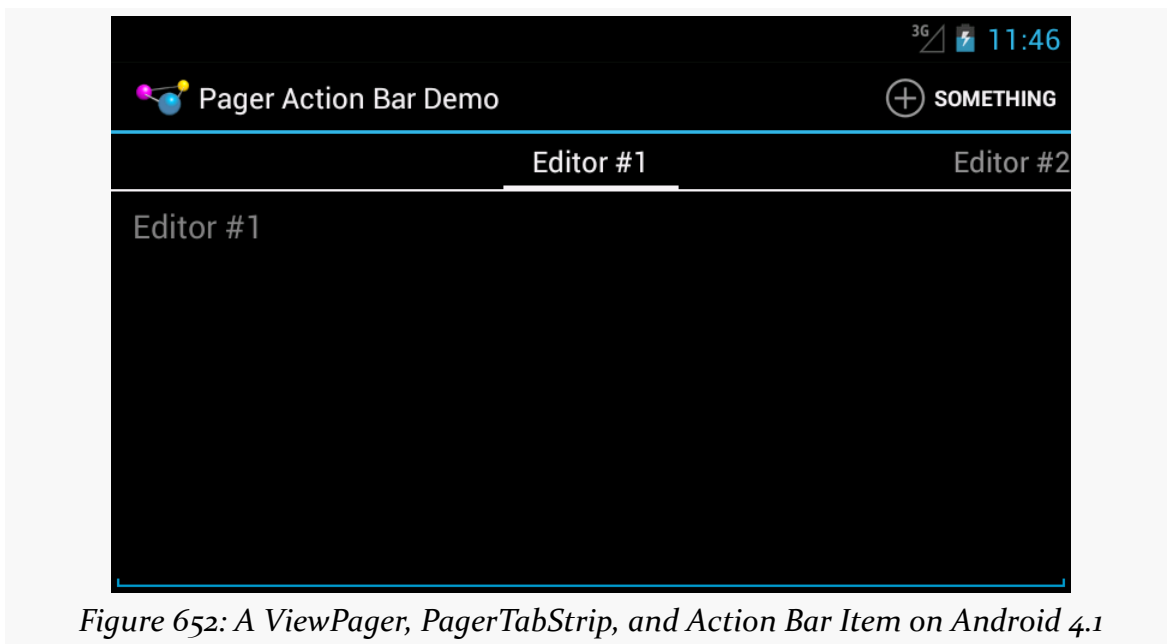 3G 11:46
Pager Action Bar Demo SOMETHING
Editor #1 Editor #2
Editor #1
Figure 652: A ViewPager, PagerTabStrip, and Action Bar Item on Android 4.1